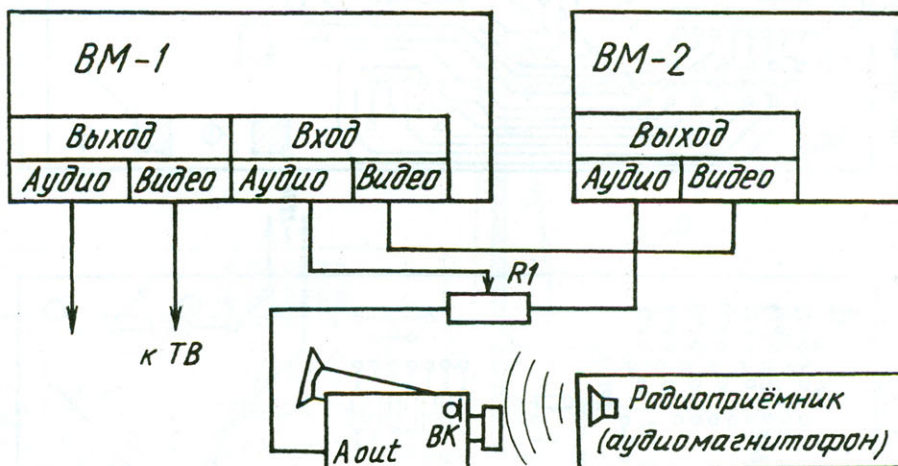 ВМ-1
Выход Вход
Аудио Видео Аудио Видео
к ТВ
ВМ-2
Выход
Аудио Видео
R1
ВК
Aout
Радиоприёмник
(аудиомагнитофон)